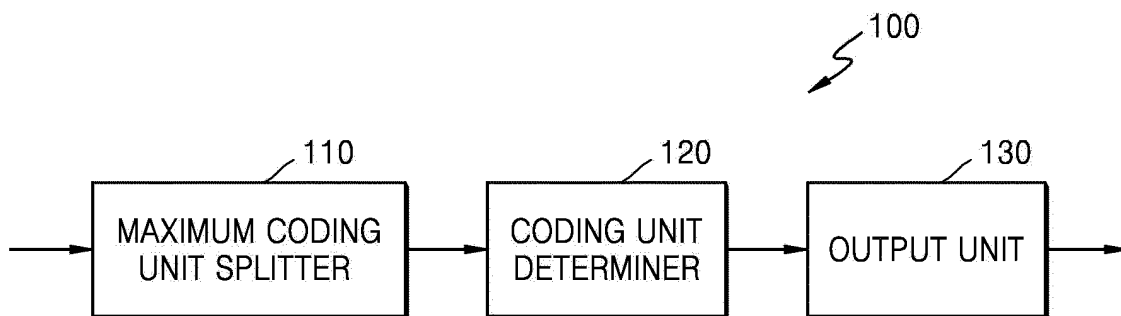 100
110
120
130
MAXIMUM CODING
UNIT SPLITTER
CODING UNIT
DETERMINER
OUTPUT UNIT